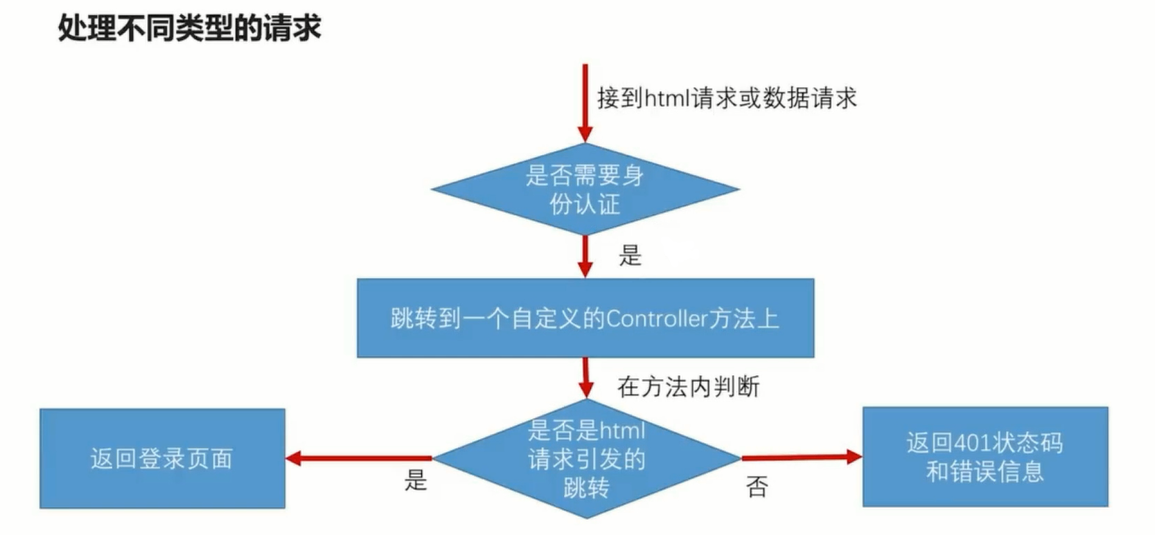 处理不同类型的请求
接到html请求或数据请求
是否需要身
份认证
是
跳转到一个自定义的Controller方法上
在方法内判断
是否是html
请求引发的
跳转
返回登录页面
是
否
返回401状态码
和错误信息